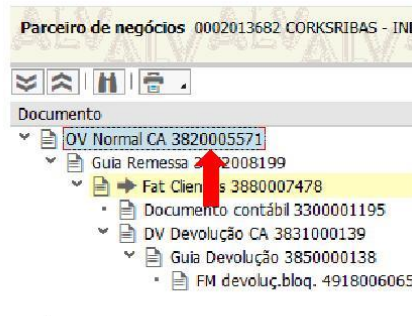 Parceiro de negócios 0002013682 CORKSRIBAS - IN
Documento
OV Normal CA 3820005571
Guia Remessa 2008199
Fat Clien s 3880007478
Documento contábil 3300001195
DV Devolução CA 3831000139
Guia Devolução 3850000138
FM devoluç.bloq. 4918006065